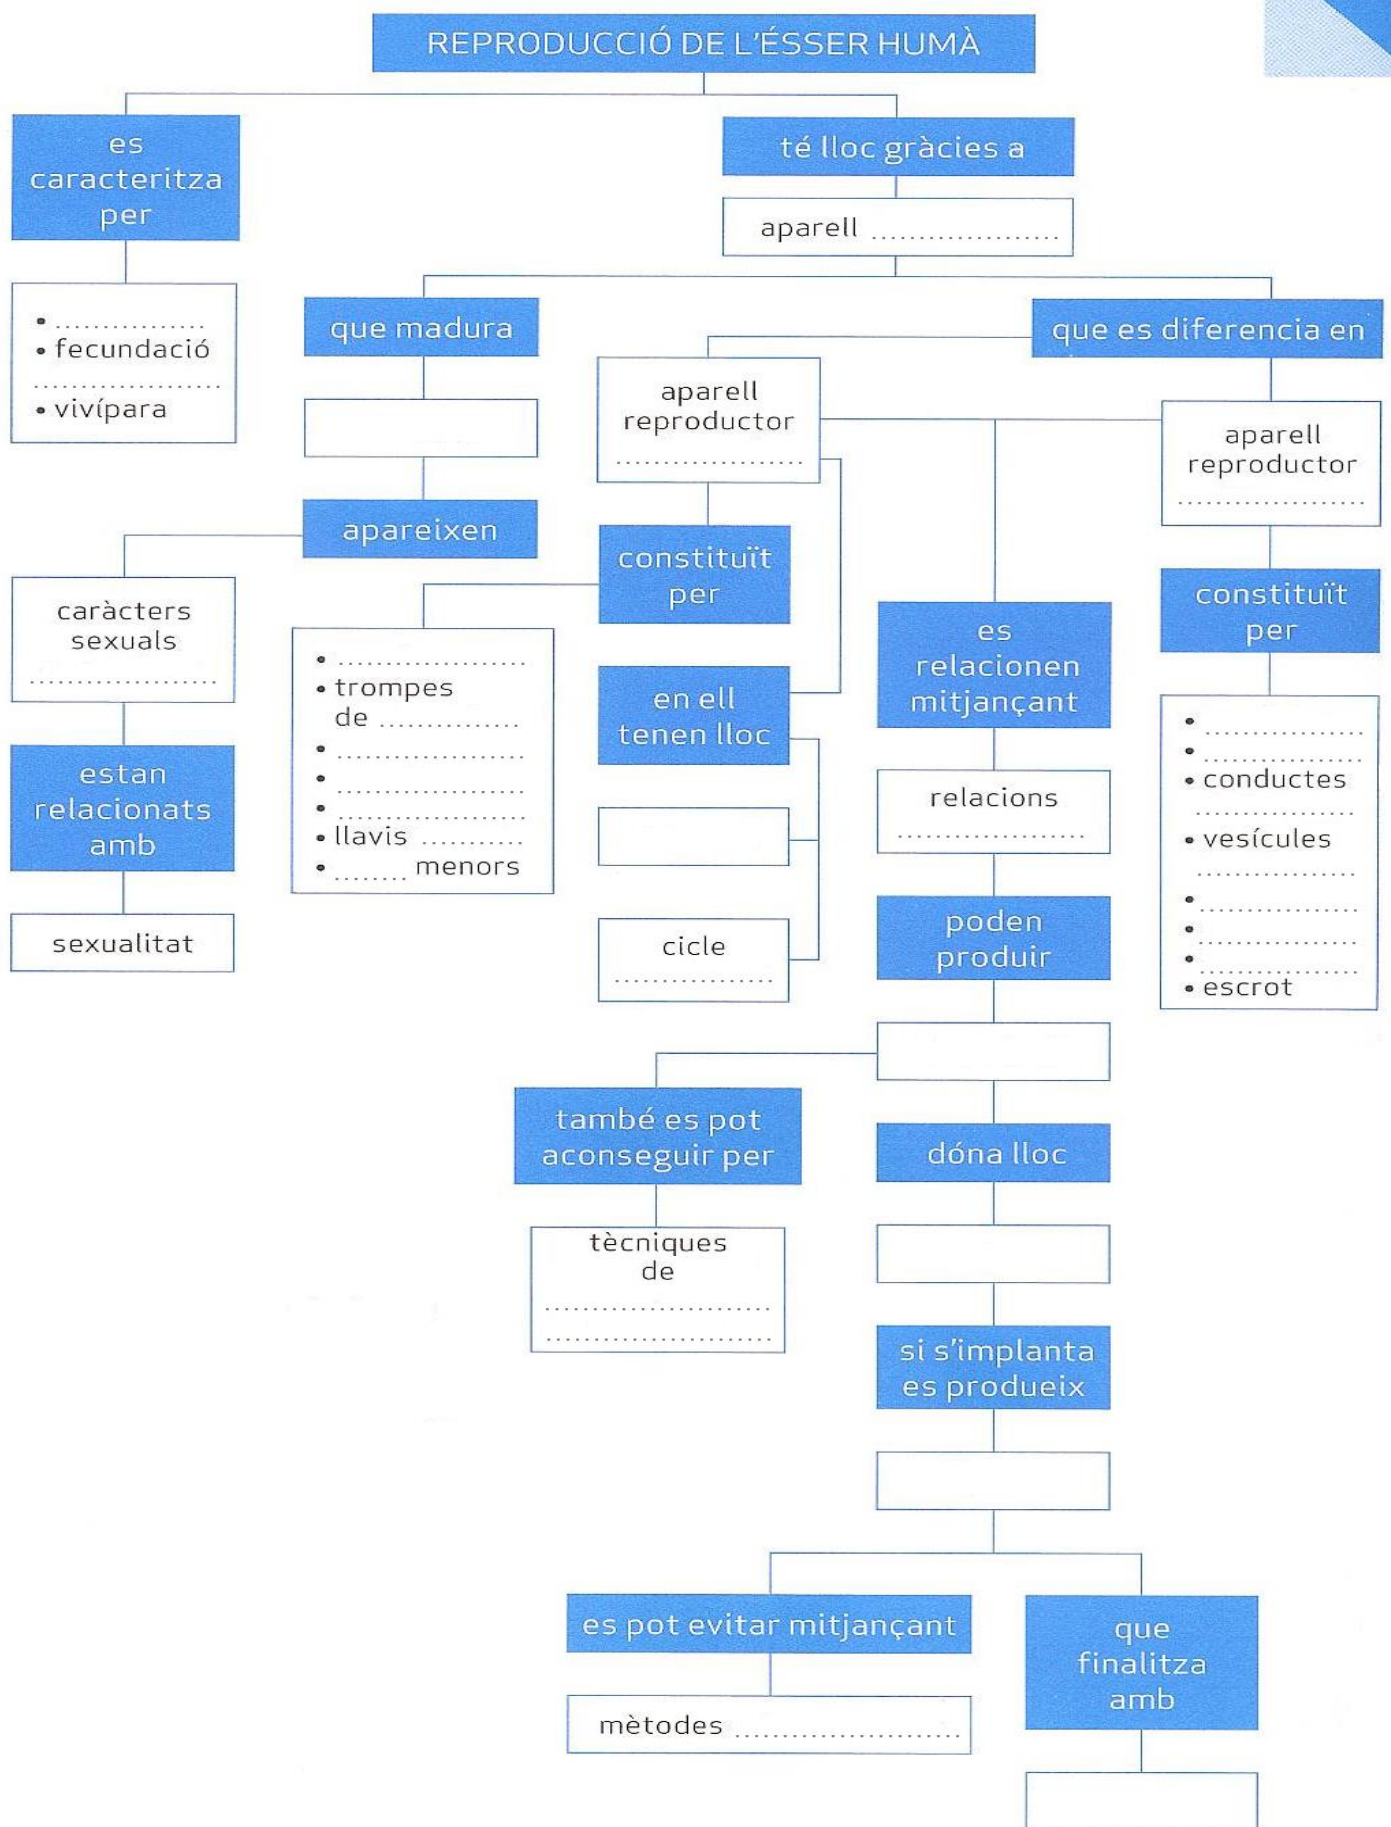 REPRODUCCIÓ DE L'ÉSSER HUMÀ
es
caracteritza
per
té lloc gràcies a
aparell ...................
• ...............
• fecundació
.................
• vivípara
que madura
que es diferencia en
aparell
reproductor
...................
aparell
reproductor
...................
apareixen
constituït
per
caràcters
sexuals
...................
• ...................
• trompes
de ..............
• ...................
• ...................
• ...................
• llavis .............
• ........ menors
en ell
tenen lloc
es
relacionen
mitjançant
constituït
per
estan
relacionats
amb
relacions
...................
• ................
• ................
• conductes
................
• vesícules
................
• ................
• ................
• ................
• escrot
sexualitat
cicle
................
poden
produir
també es pot
aconseguir per
dóna lloc
tècniques
de
.......................
.......................
si s'implanta
es produeix
es pot evitar mitjançant
que
finalitza
amb
mètodes .......................